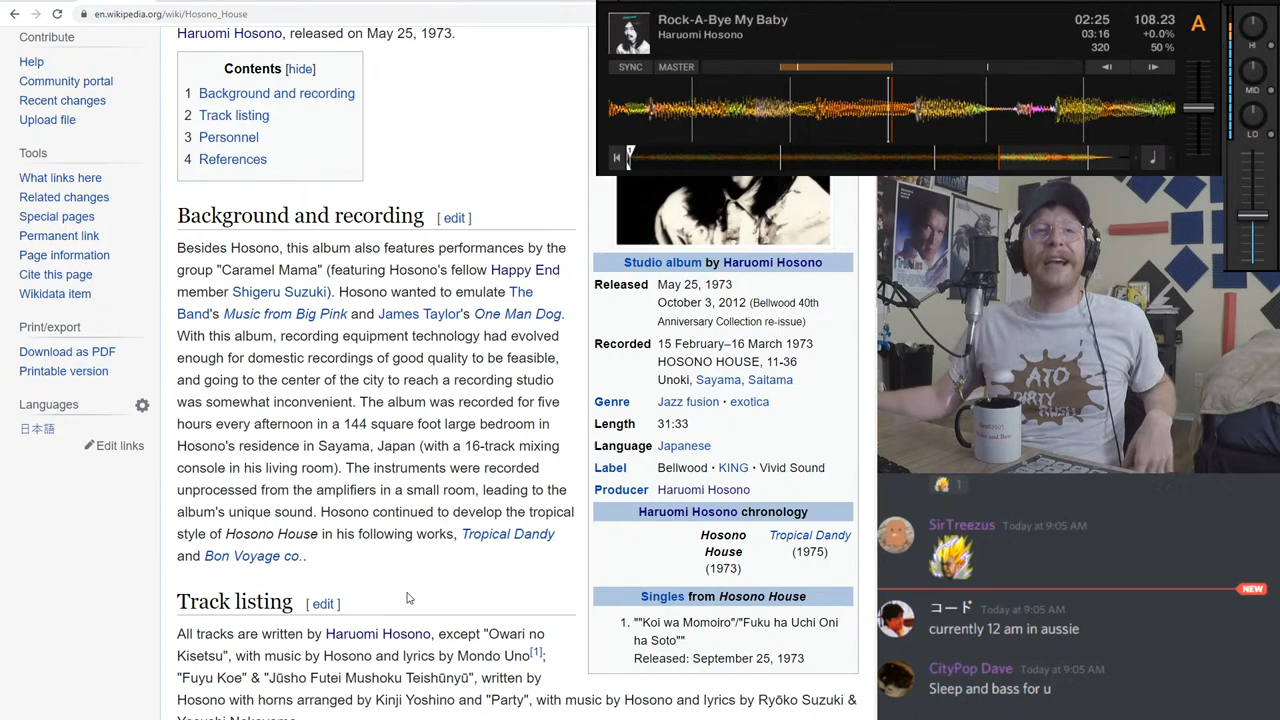 en.wikipedia.org/wiki/Hosono_House
Contribute
Help
Community portal
Recent changes
Upload file
Tools
What links here
Related changes
Special pages
Permanent link
Page information
Cite this page
Wikidata item
Print/export
Download as PDF
Printable version
Languages
日本語
Edit links
Haruomi Hosono, released on May 25, 1973.
Contents [hide]
1 Background and recording
2 Track listing
3 Personnel
4 References
Background and recording [ edit ]
Besides Hosono, this album also features performances by the
group "Caramel Mama" (featuring Hosono's fellow Happy End
member Shigeru Suzuki). Hosono wanted to emulate The
Band's Music from Big Pink and James Taylor's One Man Dog.
With this album, recording equipment technology had evolved
enough for domestic recordings of good quality to be feasible,
and going to the center of the city to reach a recording studio
was somewhat inconvenient. The album was recorded for five
hours every afternoon in a 144 square foot large bedroom in
Hosono's residence in Sayama, Japan (with a 16-track mixing
console in his living room). The instruments were recorded
unprocessed from the amplifiers in a small room, leading to the
album's unique sound. Hosono continued to develop the tropical
style of Hosono House in his following works, Tropical Dandy
and Bon Voyage co..
Track listing [ edit ]
All tracks are written by Haruomi Hosono, except "Owari no
Kisetsu", with music by Hosono and lyrics by Mondo Uno[1];
"Fuyu Koe" & "Jūsho Futei Mushoku Teishūnyū", written by
Hosono with horns arranged by Kinji Yoshino and "Party", with music by Hosono and lyrics by Ryōko Suzuki &
Studio album by Haruomi Hosono
Released May 25, 1973
October 3, 2012 (Bellwood 40th
Anniversary Collection re-issue)
Recorded 15 February–16 March 1973
HOSONO HOUSE, 11-36
Unoki, Sayama, Saitama
Genre Jazz fusion · exotica
Length 31:33
Language Japanese
Label Bellwood · KING · Vivid Sound
Producer Haruomi Hosono
Haruomi Hosono chronology
Hosono House (1973) Tropical Dandy (1975)
Singles from Hosono House
1. ""Koi wa Momoiro"/"Fuku ha Uchi Oni
ha Soto""
Released: September 25, 1973
Rock-A-Bye My Baby
Haruomi Hosono
02:25
03:16
320
108.23
+0.0%
50 %
A
SYNC MASTER
HI
MID
LO
ATO
DIRTY
1
SirTreezus Today at 9:05 AM
NEW
コード Today at 9:05 AM
currently 12 am in aussie
CityPop Dave Today at 9:05 AM
Sleep and bass for u